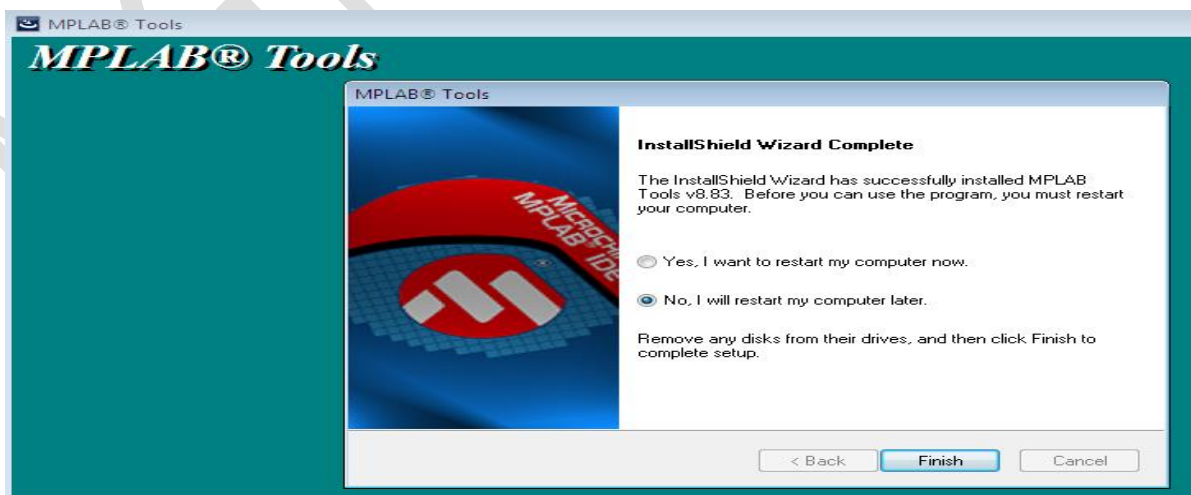 MPLAB® Tools
MPLAB® Tools
MPLAB® Tools
MICROCHIP
MPLAB® IDE
InstallShield Wizard Complete
The InstallShield Wizard has successfully installed MPLAB
Tools v8.83. Before you can use the program, you must restart
your computer.
Yes, I want to restart my computer now.
No, I will restart my computer later.
Remove any disks from their drives, and then click Finish to
complete setup.
< Back
Finish
Cancel